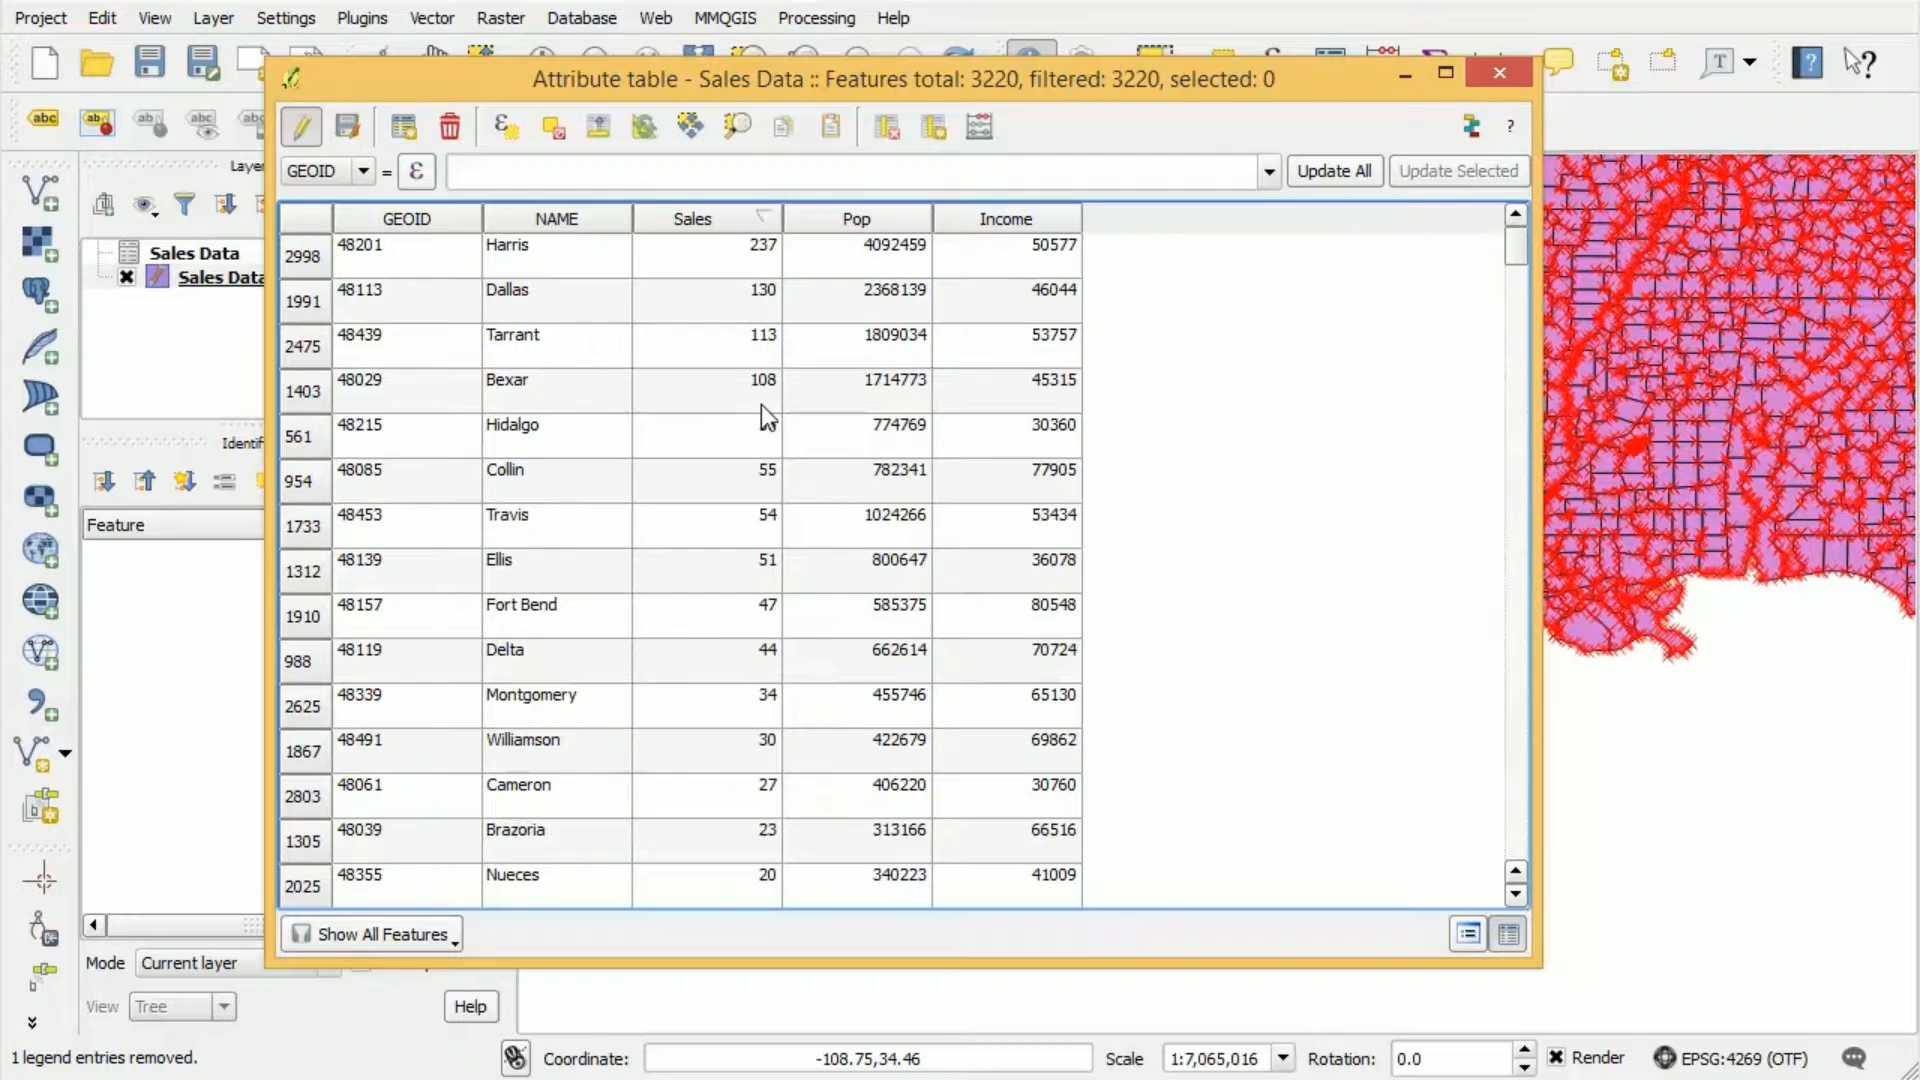 Project Edit View Layer Settings Plugins Vector Raster Database Web MMQGIS Processing Help
Attribute table - Sales Data :: Features total: 3220, filtered: 3220, selected: 0
abc
GEOID = ε Update All Update Selected
GEOID NAME Sales Pop Income
2998 48201 Harris 237 4092459 50577
1991 48113 Dallas 130 2368139 46044
2475 48439 Tarrant 113 1809034 53757
1403 48029 Bexar 108 1714773 45315
561 48215 Hidalgo 774769 30360
954 48085 Collin 55 782341 77905
1733 48453 Travis 54 1024266 53434
1312 48139 Ellis 51 800647 36078
1910 48157 Fort Bend 47 585375 80548
988 48119 Delta 44 662614 70724
2625 48339 Montgomery 34 455746 65130
1867 48491 Williamson 30 422679 69862
2803 48061 Cameron 27 406220 30760
1305 48039 Brazoria 23 313166 66516
2025 48355 Nueces 20 340223 41009
Show All Features
Sales Data
Sales Data
Feature
Mode Current layer
View Tree Help
1 legend entries removed. Coordinate: -108.75,34.46 Scale 1:7,065,016 Rotation: 0.0 Render EPSG:4269 (OTF)